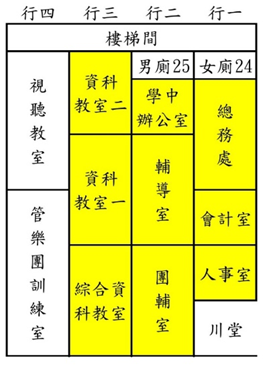 行四 行三 行二 行一
樓梯間
男廁25 女廁24
視聽教室
資科
教室二
學中
辦公室
總務處
資科
教室一
輔導室
管樂團訓練室
會計室
綜合資
科教室
團輔室
人事室
川堂